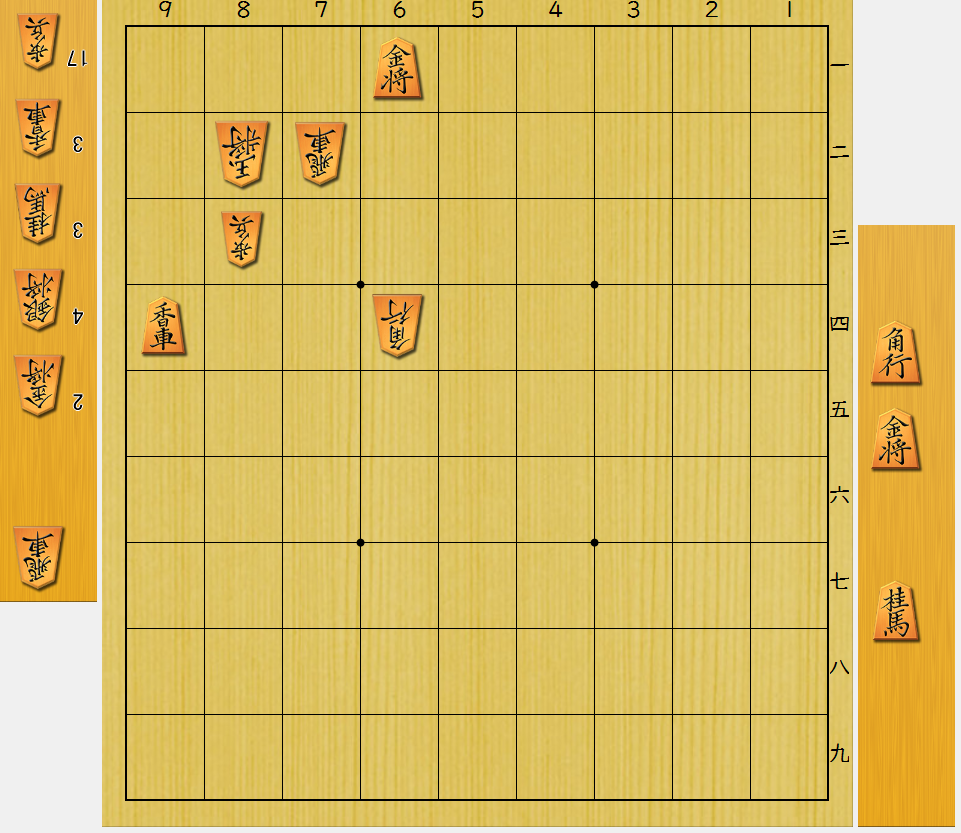 9 8 7 6 5 4 3 2 1
歩兵 17
香車 3
桂馬 3
銀将 4
金将 2
飛車
金将 一
玉将 飛車 二
歩兵 三
香車 角行 四
五
六
七
八
九
角行
金将
桂馬